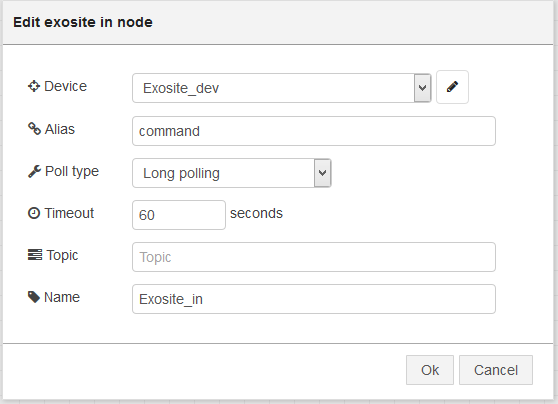 Edit exosite in node
Device Exosite_dev
Alias command
Poll type Long polling
Timeout 60 seconds
Topic Topic
Name Exosite_in
Ok Cancel